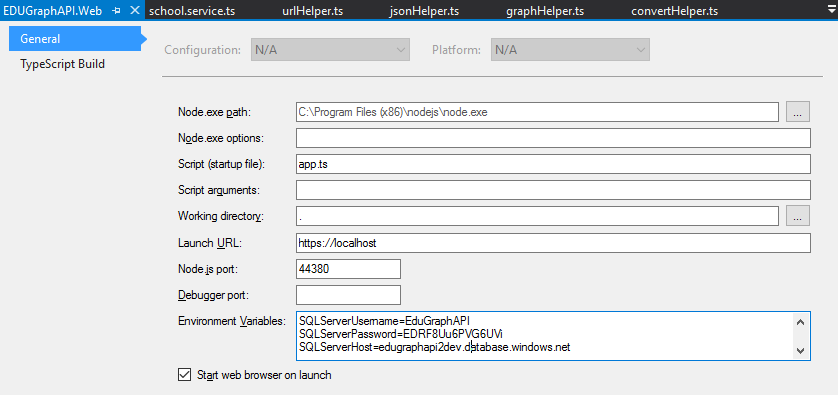 EDUGraphAPI.Web school.service.ts urlHelper.ts jsonHelper.ts graphHelper.ts convertHelper.ts
General
TypeScript Build
Configuration: N/A Platform: N/A
Node.exe path: C:\Program Files (x86)\nodejs\node.exe ...
Node.exe options:
Script (startup file): app.ts
Script arguments:
Working directory: . ...
Launch URL: https://localhost
Node.js port: 44380
Debugger port:
Environment Variables: SQLServerUsername=EduGraphAPI
SQLServerPassword=EDRF8Uu6PVG6UVi
SQLServerHost=edugraphapi2dev.database.windows.net
Start web browser on launch